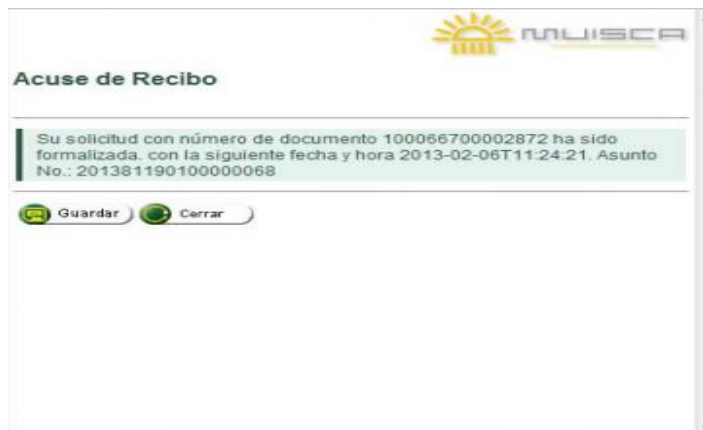 MUISCA
Acuse de Recibo
Su solicitud con número de documento 100066700002872 ha sido
formalizada, con la siguiente fecha y hora 2013-02-06T11:24:21, Asunto
No.: 201381190100000068
Guardar
Cerrar